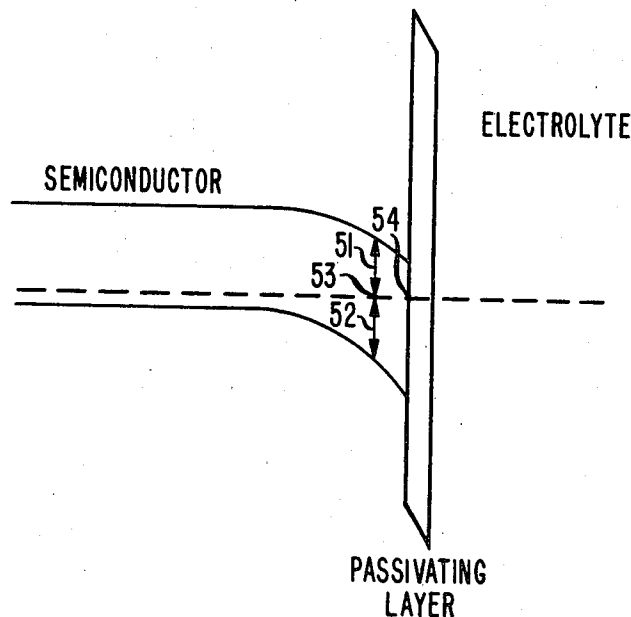 ELECTROLYTE
SEMICONDUCTOR
54
51
53
52
PASSIVATING
LAYER